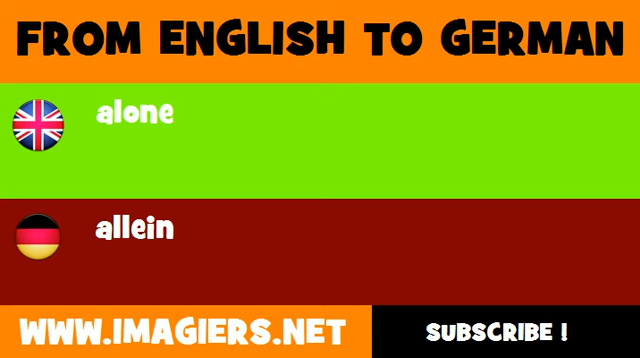 FROM ENGLISH TO GERMAN
alone
allein
WWW.IMAGIERS.NET
SUBSCRIBE !